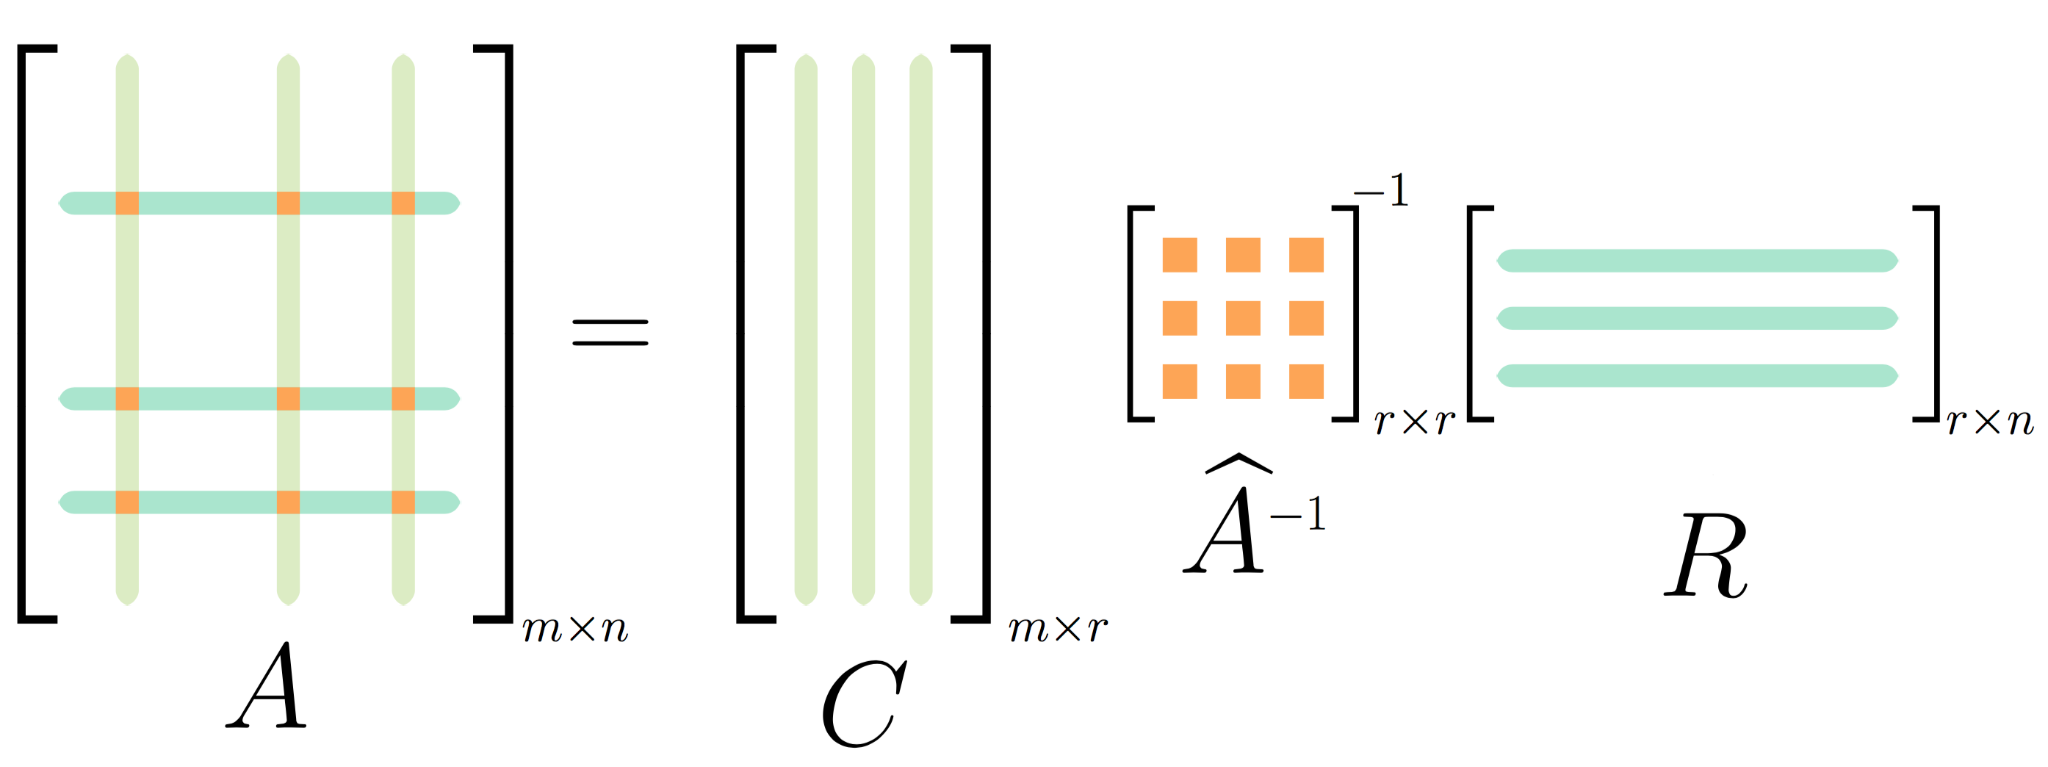 A m×n = C m×r Â⁻¹ [ ]⁻¹ r×r R r×n